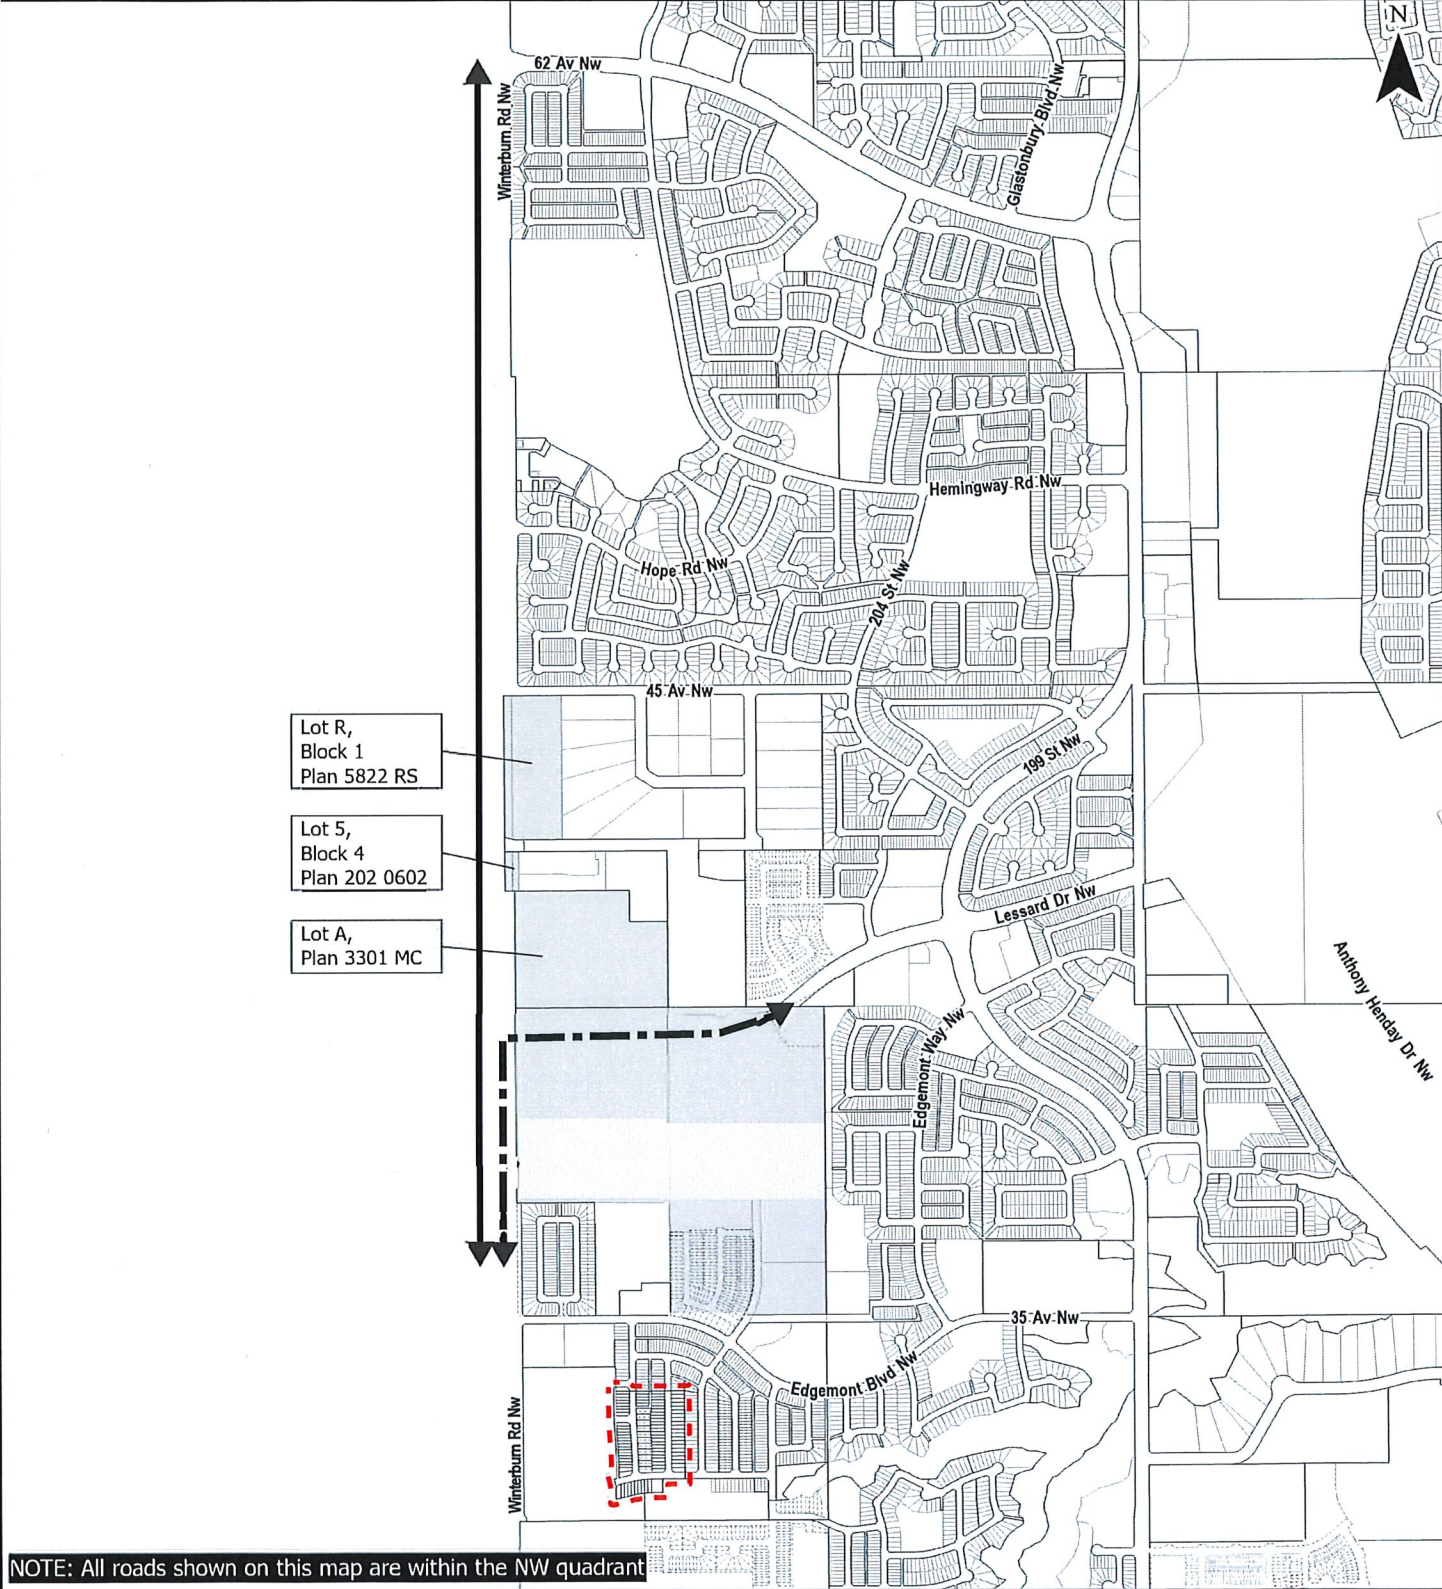 N
62 Av Nw
Winterburn Rd Nw
Glastonbury Blvd Nw
Hemingway Rd Nw
Hope Rd Nw
204 St Nw
45 Av Nw
Lot R,
Block 1
Plan 5822 RS
199 St Nw
Lot 5,
Block 4
Plan 202 0602
Lessard Dr Nw
Lot A,
Plan 3301 MC
Anthony Henday Dr Nw
Edgemont Way Nw
35 Av Nw
Edgemont Blvd Nw
Winterburn Rd Nw
NOTE: All roads shown on this map are within the NW quadrant